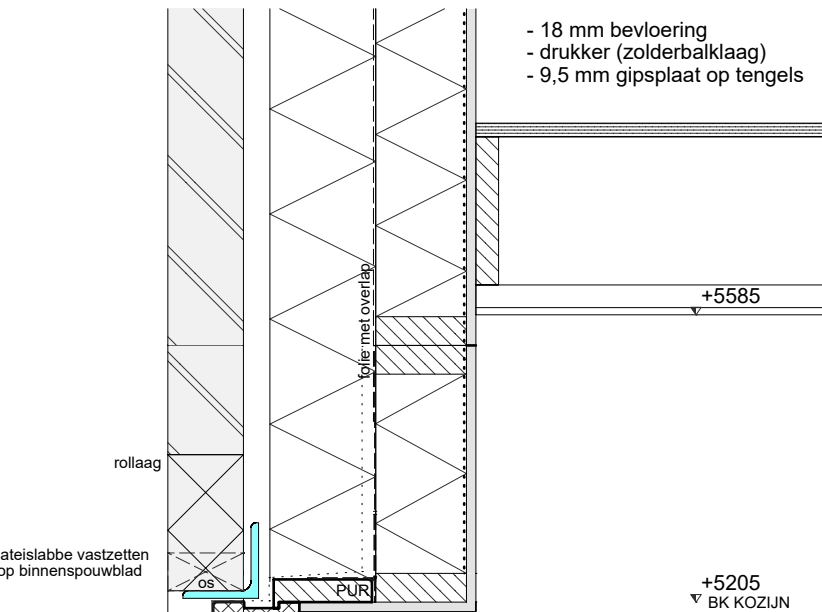 - 18 mm bevloering
- drukker (zolderbalklaag)
- 9,5 mm gipsplaat op tengels
folie met overlap
+5585
rollaag
ateislabbe vastzetten
op binnenspouwblad
os
PUR
+5205
BK KOZIJN